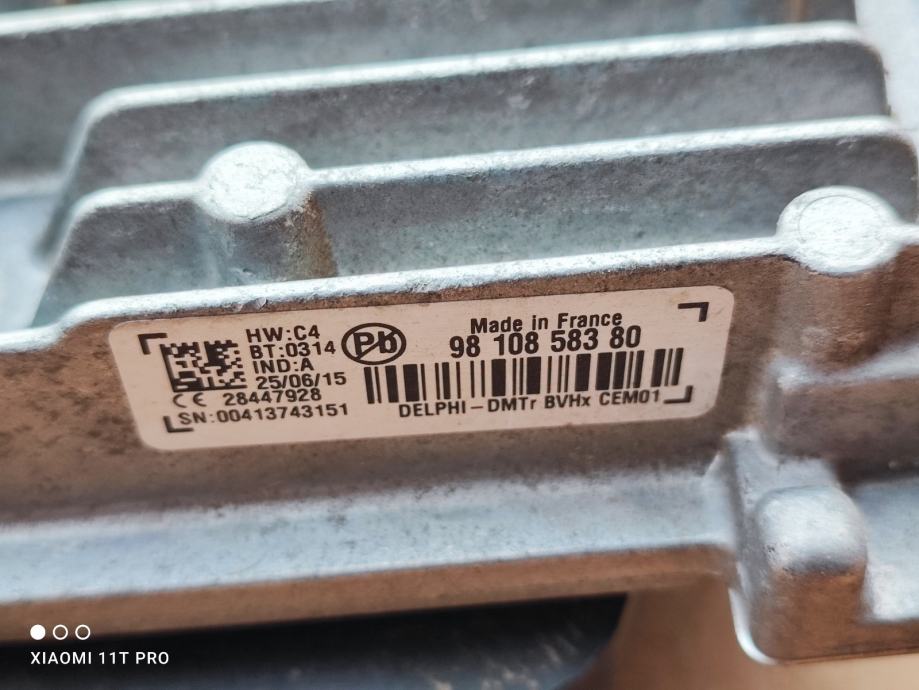 HW:C4
BT:0314
IND:A
25/06/15
CE 28447928
SN:00413743151
Pb
Made in France
98 108 583 80
DELPHI-DMTr BVHx CEM01
XIAOMI 11T PRO